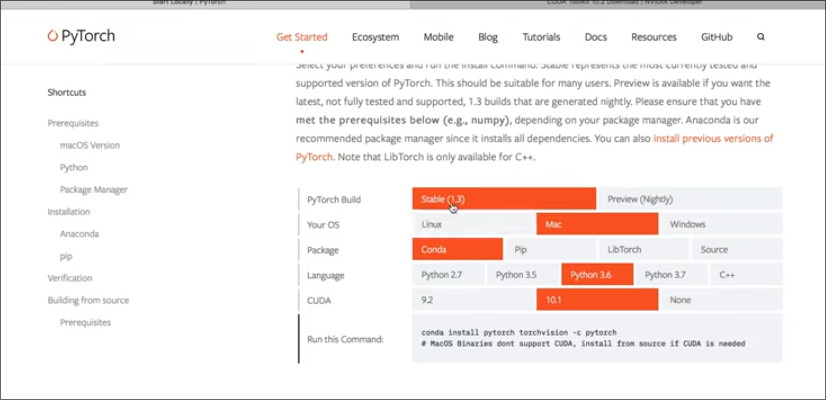 Start Locally | PyTorch
CUDA Toolkit 10.2 Download | NVIDIA Developer
PyTorch
Get Started
Ecosystem
Mobile
Blog
Tutorials
Docs
Resources
GitHub
Shortcuts
Prerequisites
macOS Version
Python
Package Manager
Installation
Anaconda
pip
Verification
Building from source
Prerequisites
Select your preferences and run the install command. Stable represents the most currently tested and
supported version of PyTorch. This should be suitable for many users. Preview is available if you want the
latest, not fully tested and supported, 1.3 builds that are generated nightly. Please ensure that you have
met the prerequisites below (e.g., numpy), depending on your package manager. Anaconda is our
recommended package manager since it installs all dependencies. You can also install previous versions of
PyTorch. Note that LibTorch is only available for C++.
PyTorch Build
Stable (1.3)
Preview (Nightly)
Your OS
Linux
Mac
Windows
Package
Conda
Pip
LibTorch
Source
Language
Python 2.7
Python 3.5
Python 3.6
Python 3.7
C++
CUDA
9.2
10.1
None
Run this Command:
conda install pytorch torchvision -c pytorch
# MacOS Binaries dont support CUDA, install from source if CUDA is needed